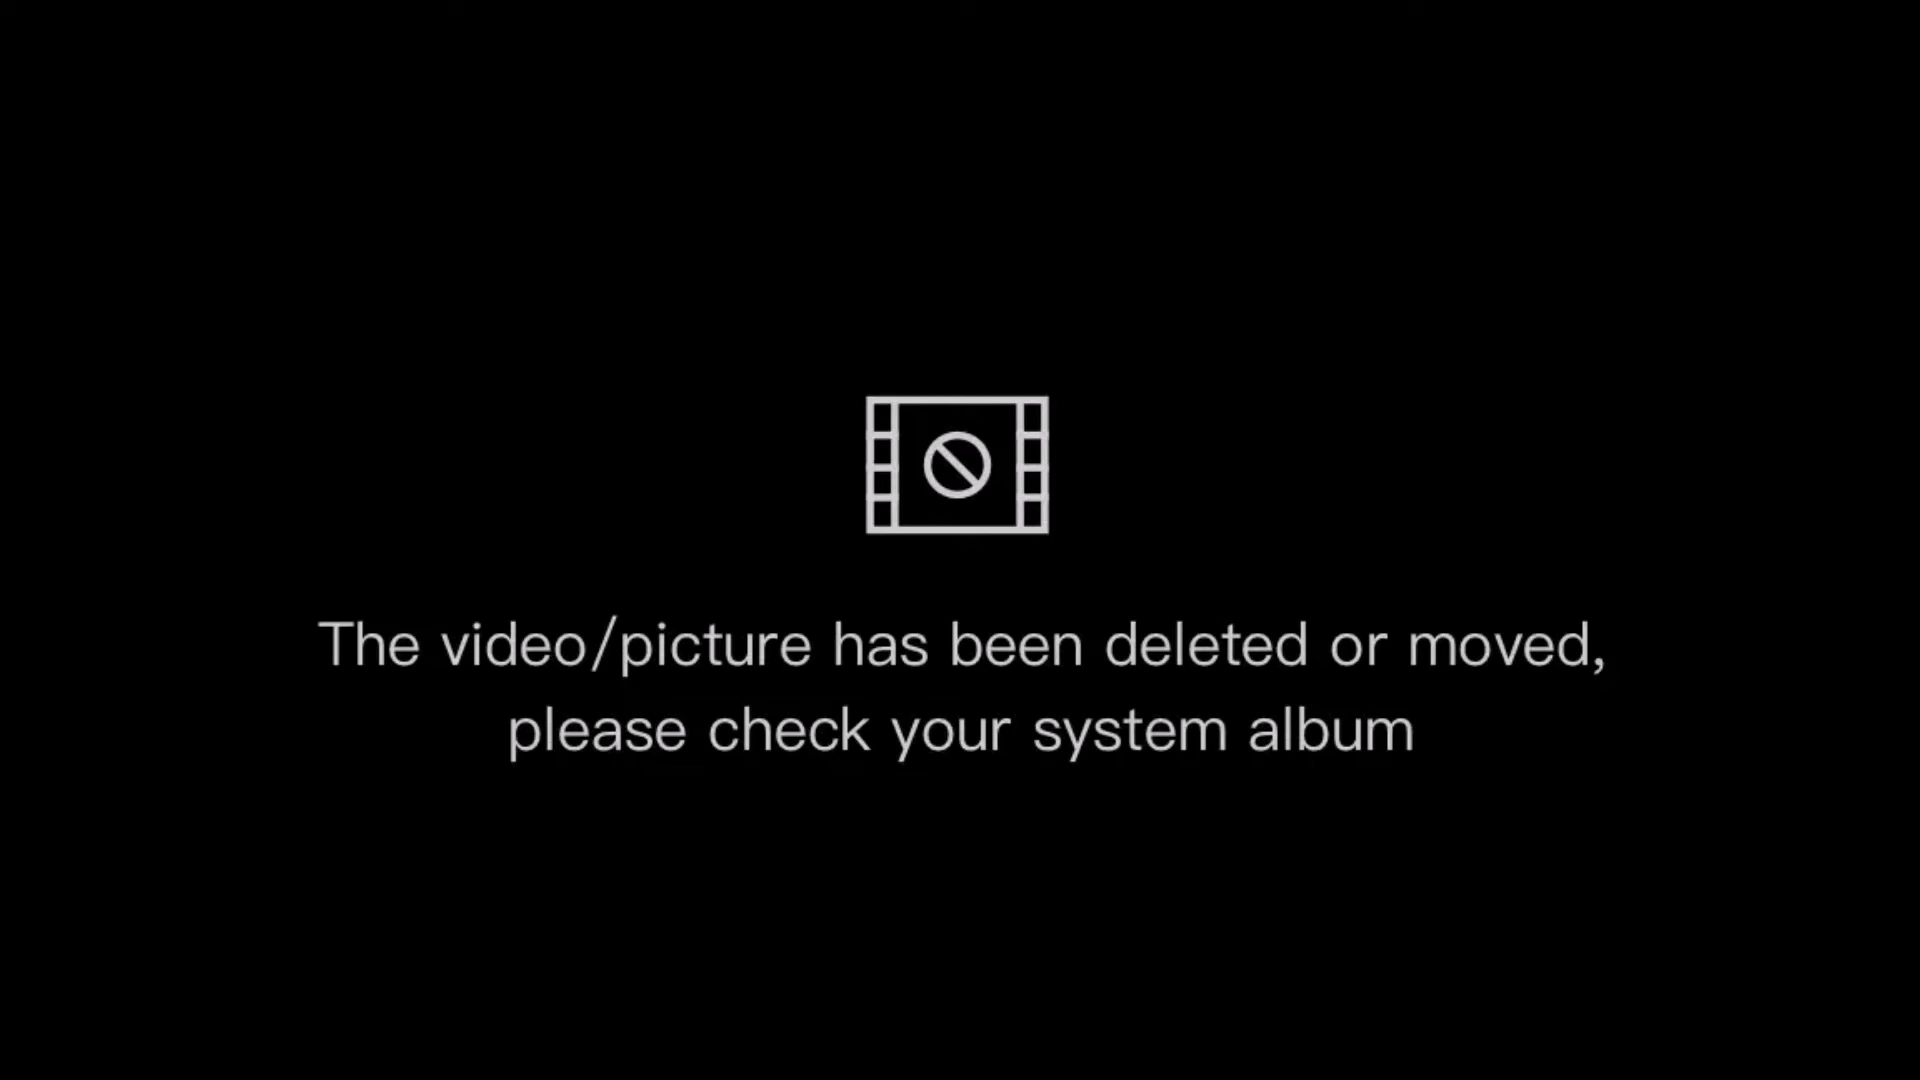 The video/picture has been deleted or moved,
please check your system album